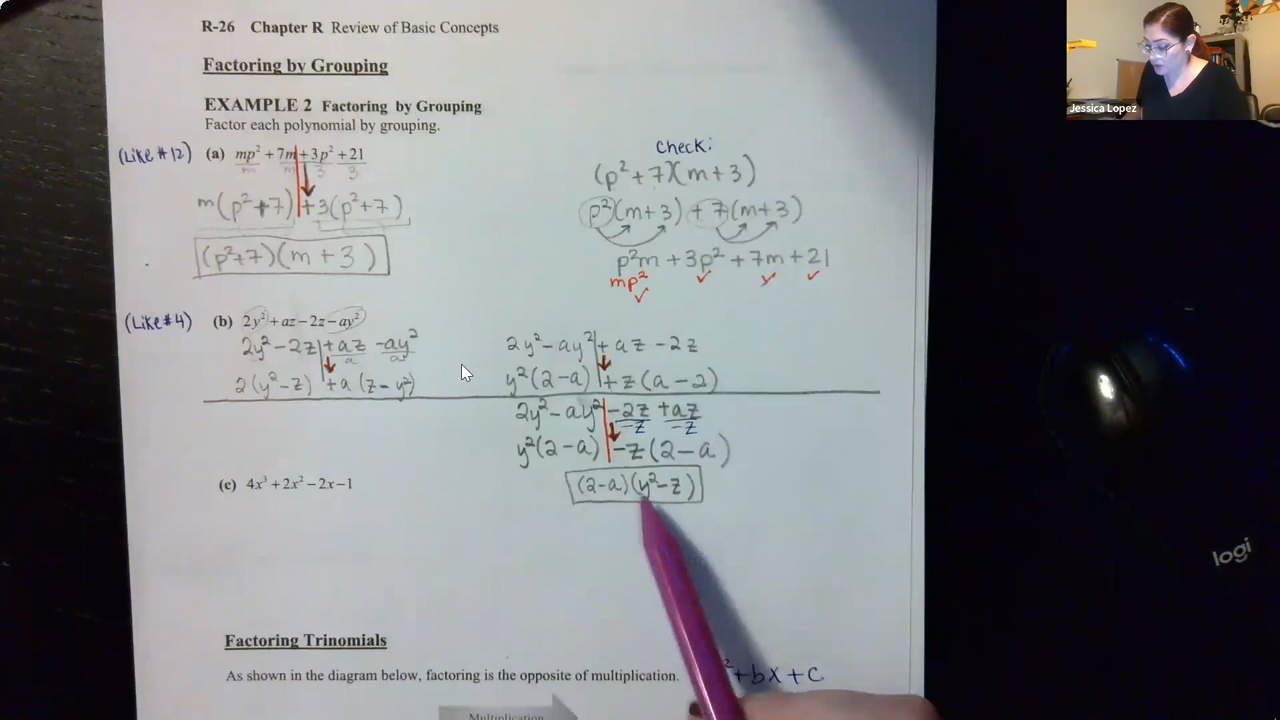 R-26 Chapter R Review of Basic Concepts
Factoring by Grouping
EXAMPLE 2 Factoring by Grouping
Factor each polynomial by grouping.
(Like #12) (a) mp² + 7m + 3p² + 21
m m 3 3
m(p² + 7) + 3(p² + 7)
(p²+7)(m + 3)
Check:
(p² + 7)(m + 3)
p²(m + 3) + 7(m + 3)
p²m + 3p² + 7m + 21
mp²
(Like #4) (b) 2y² + az − 2z − ay²
2y² − 2z + az − ay²
a a
2(y² − z) + a(z − y²)
2y² − ay² + az − 2z
y²(2 − a) + z(a − 2)
2y² − ay² − 2z + az
−z −z
y²(2 − a) − z(2 − a)
(2−a)(y² − z)
(c) 4x³ + 2x² − 2x − 1
Factoring Trinomials
As shown in the diagram below, factoring is the opposite of multiplication.
² + bx + c
Multiplication
Jessica Lopez
logi